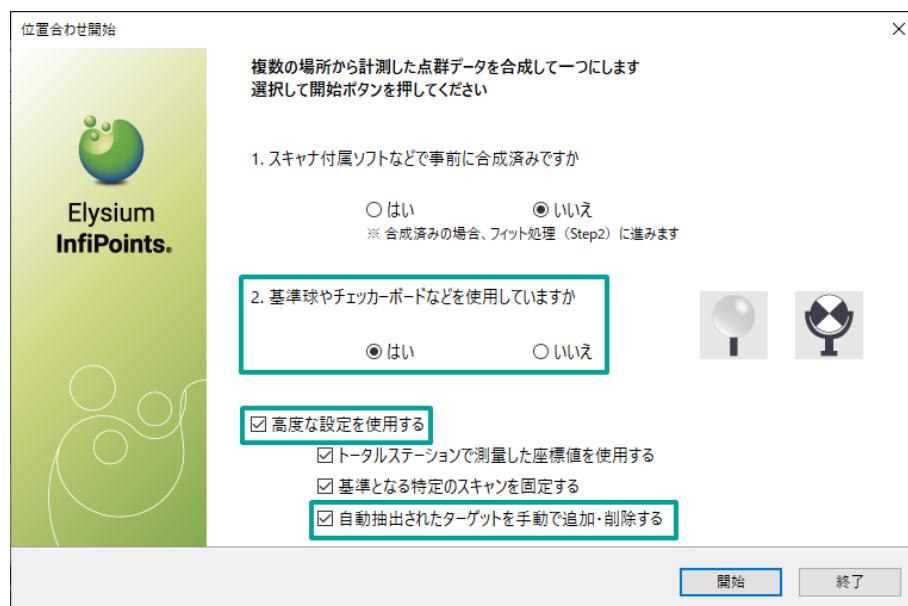 位置合わせ開始
複数の場所から計測した点群データを合成して一つにします
選択して開始ボタンを押してください
1. スキャナ付属ソフトなどで事前に合成済みですか
はい いいえ
※ 合成済みの場合、フィット処理（Step2）に進みます
Elysium
InfiPoints®
2. 基準球やチェッカーボードなどを使用していますか
はい いいえ
高度な設定を使用する
トータルステーションで測量した座標値を使用する
基準となる特定のスキャンを固定する
自動抽出されたターゲットを手動で追加・削除する
開始 終了